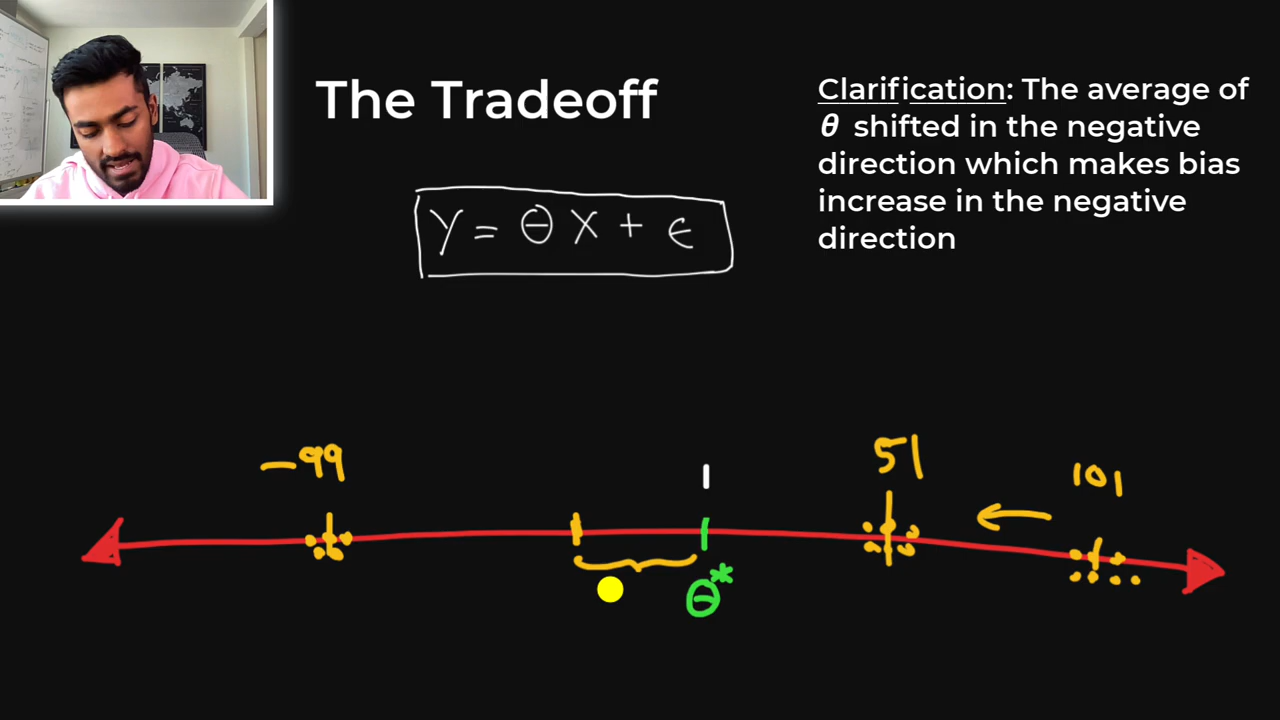 The Tradeoff
Clarification: The average of
θ shifted in the negative
direction which makes bias
increase in the negative
direction
Y = θ X + ϵ
-99
1
51
101
θ*